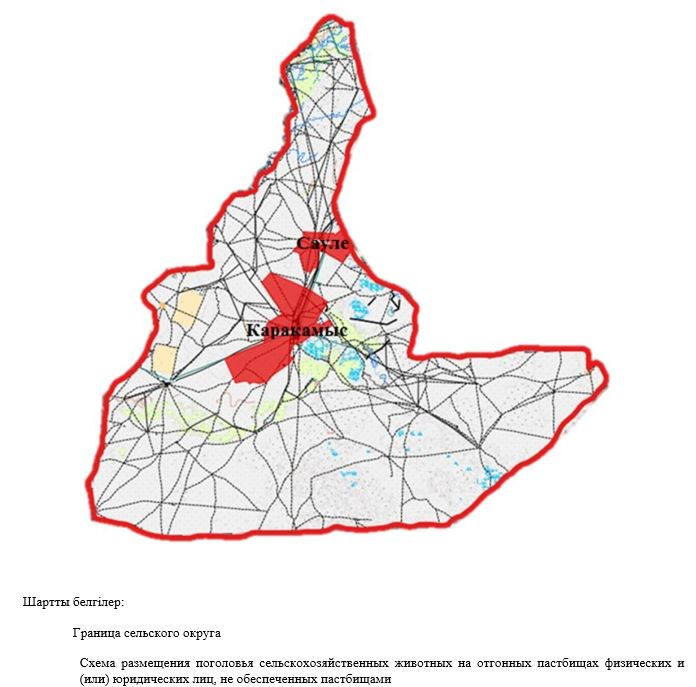 Сауле
Каракамыс
Шартты белгілер:
Граница сельского округа
Схема размещения поголовья сельскохозяйственных животных на отгонных пастбищах физических и
(или) юридических лиц, не обеспеченных пастбищами